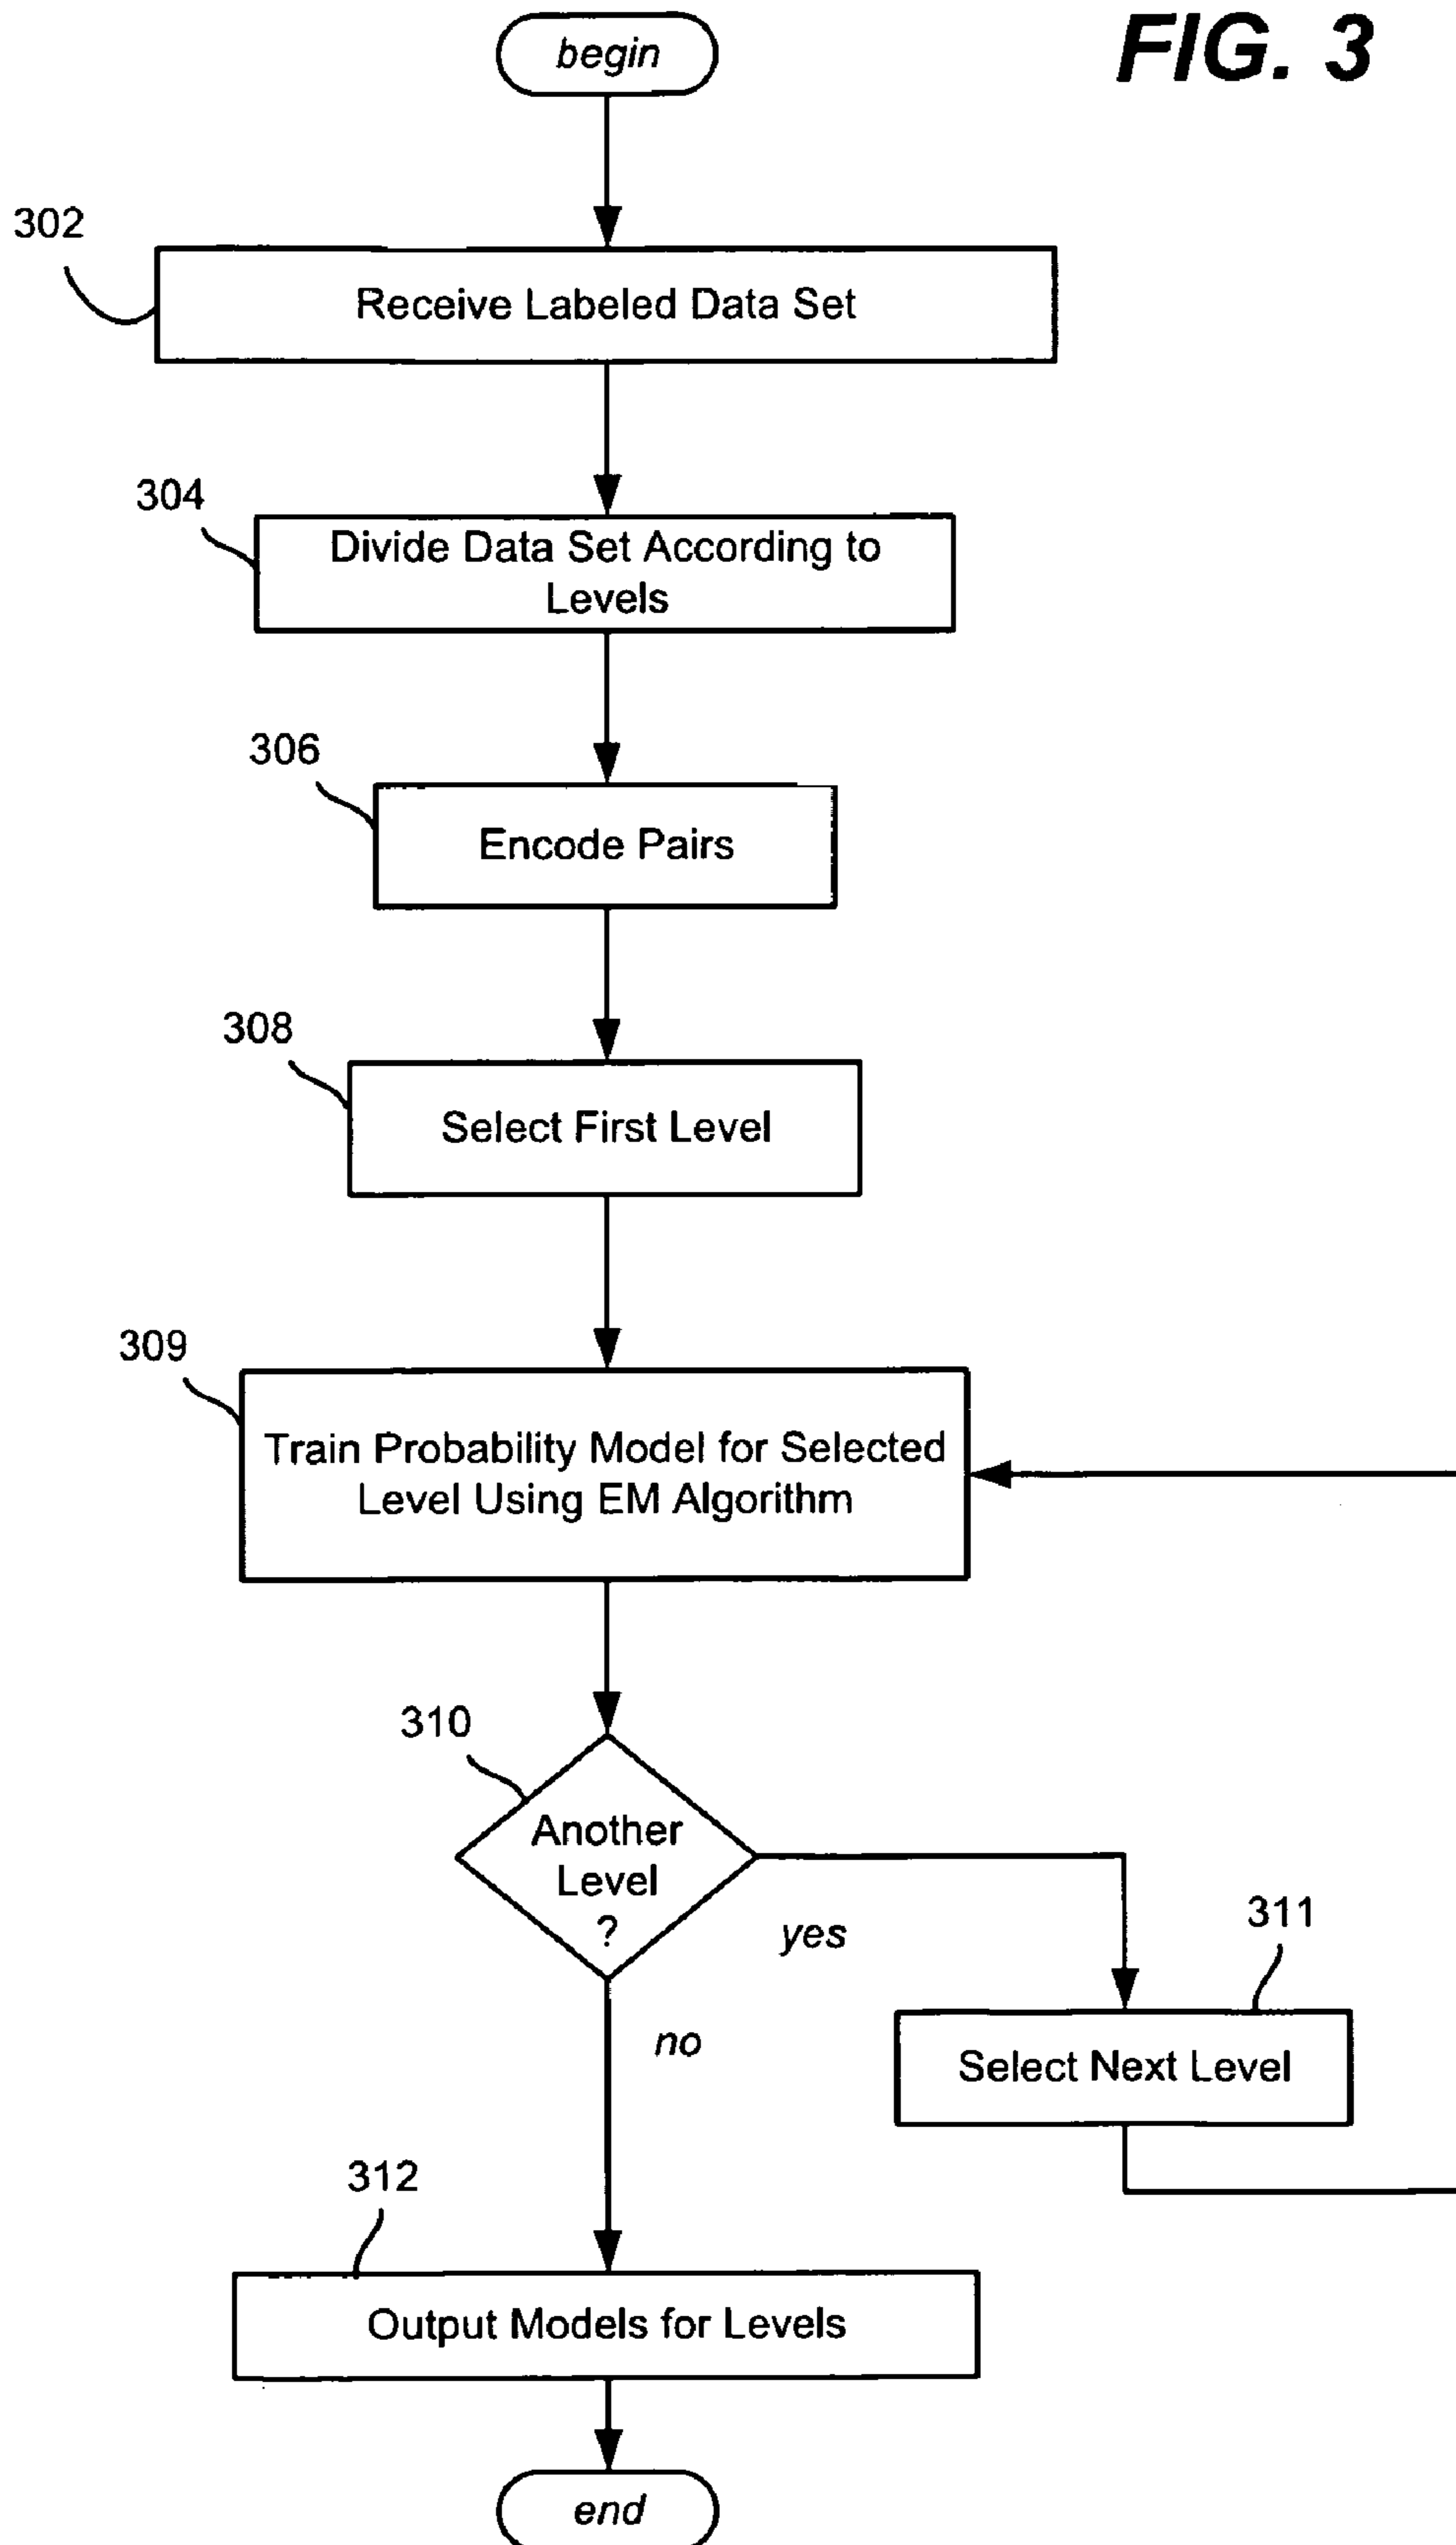 FIG. 3
begin
302
Receive Labeled Data Set
304
Divide Data Set According to
Levels
306
Encode Pairs
308
Select First Level
309
Train Probability Model for Selected
Level Using EM Algorithm
310
Another
Level
?
yes
311
Select Next Level
no
312
Output Models for Levels
end